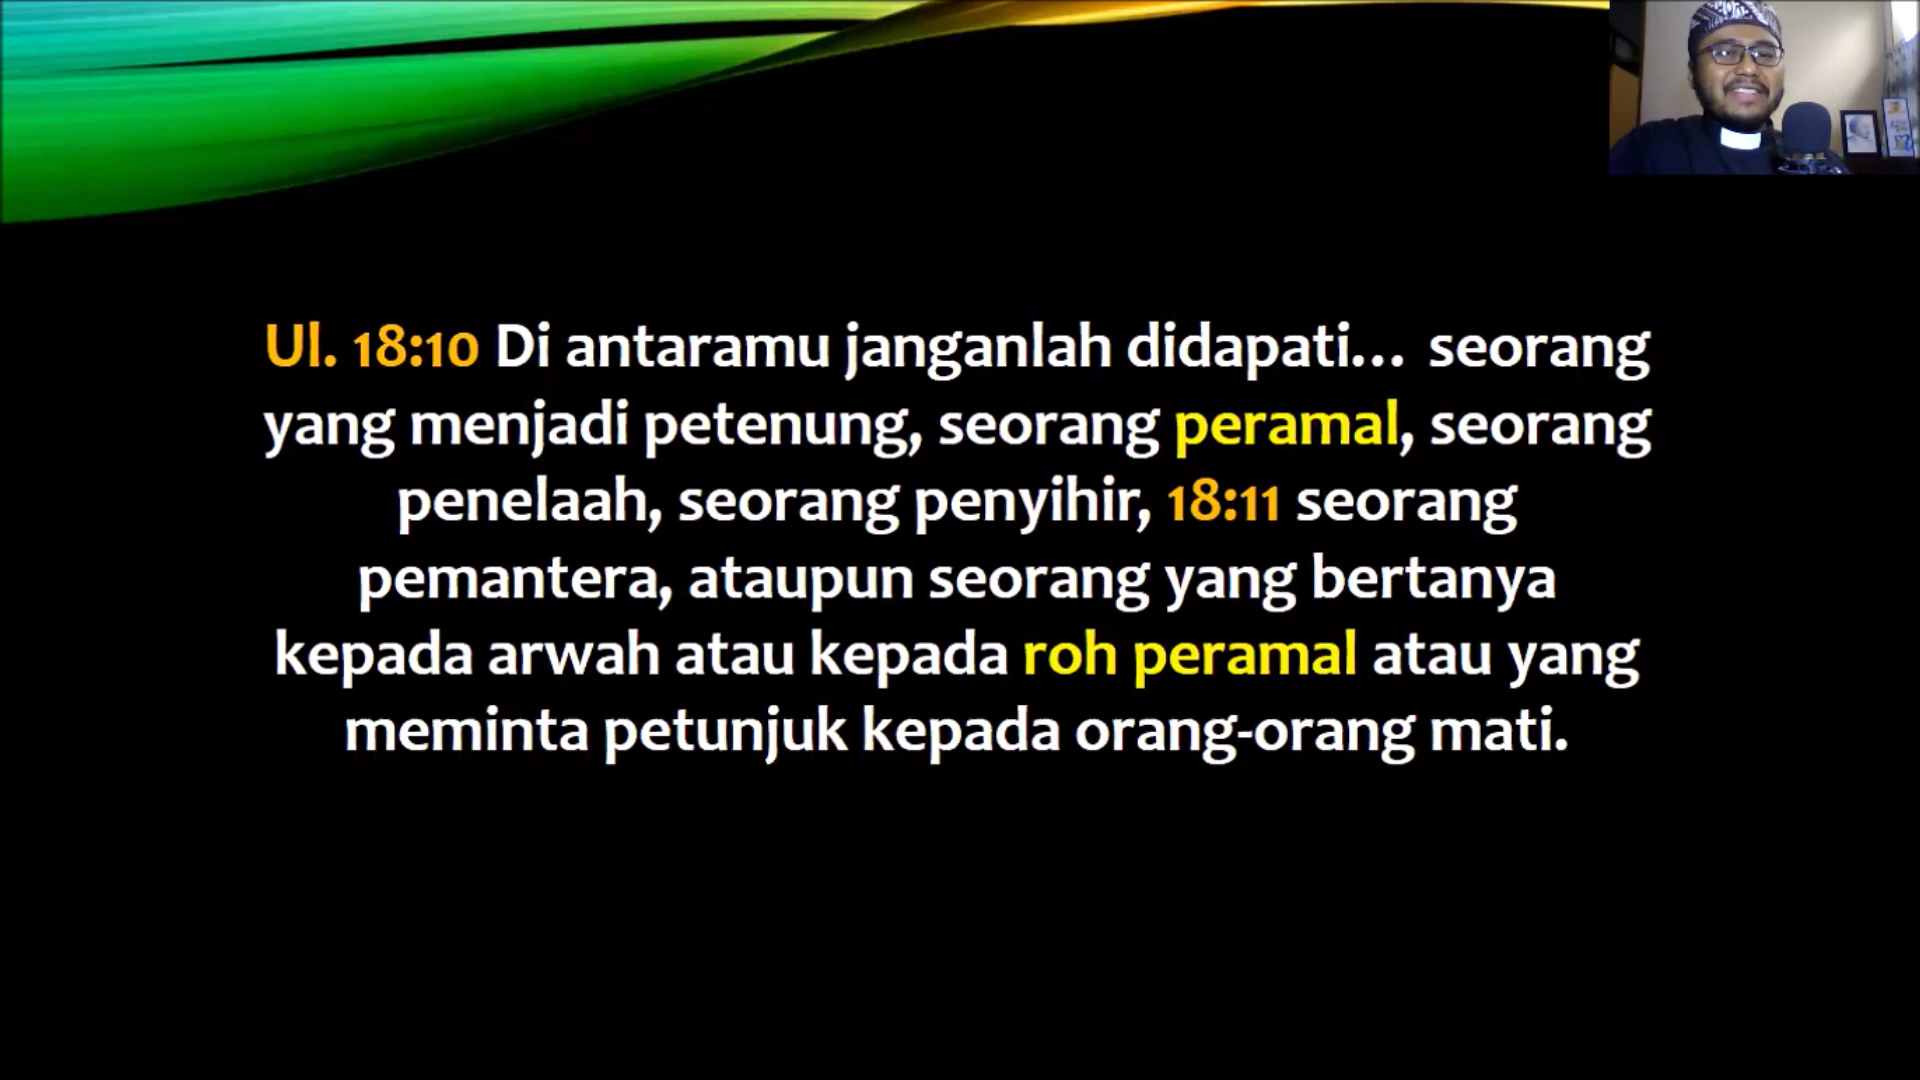 Ul. 18:10 Di antaramu janganlah didapati... seorang
yang menjadi petenung, seorang peramal, seorang
penelaah, seorang penyihir, 18:11 seorang
pemantera, ataupun seorang yang bertanya
kepada arwah atau kepada roh peramal atau yang
meminta petunjuk kepada orang-orang mati.